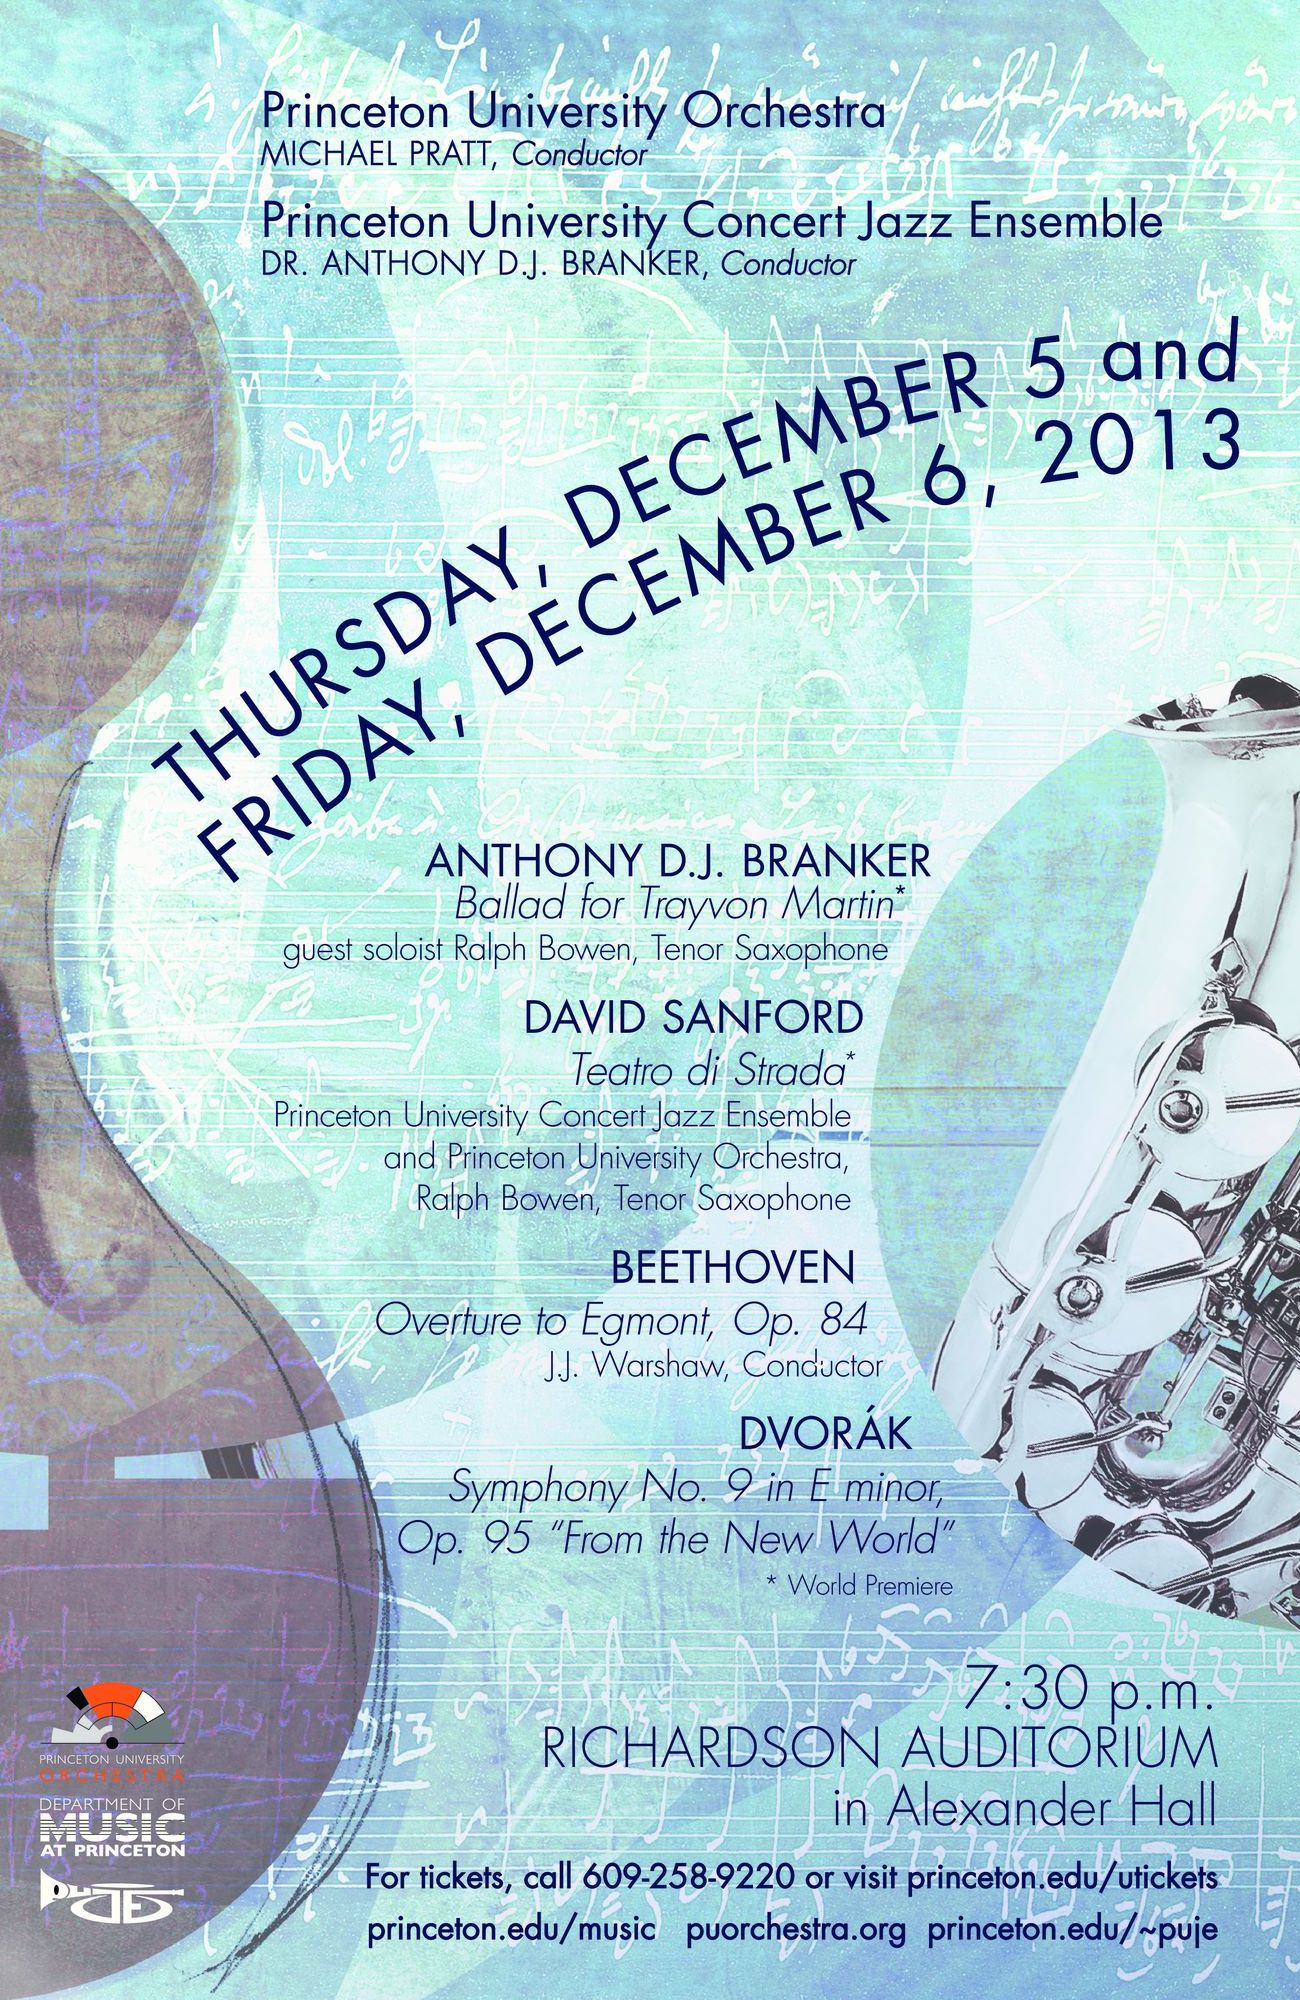 Princeton University Orchestra
MICHAEL PRATT, Conductor
Princeton University Concert Jazz Ensemble
DR. ANTHONY D.J. BRANKER, Conductor
THURSDAY, DECEMBER 5 and
FRIDAY, DECEMBER 6, 2013
ANTHONY D.J. BRANKER
Ballad for Trayvon Martin*
guest soloist Ralph Bowen, Tenor Saxophone
DAVID SANFORD
Teatro di Strada*
Princeton University Concert Jazz Ensemble
and Princeton University Orchestra,
Ralph Bowen, Tenor Saxophone
BEETHOVEN
Overture to Egmont, Op. 84
J.J. Warshaw, Conductor
DVORÁK
Symphony No. 9 in E minor,
Op. 95 "From the New World"
* World Premiere
7:30 p.m.
RICHARDSON AUDITORIUM
in Alexander Hall
For tickets, call 609-258-9220 or visit princeton.edu/utickets
princeton.edu/music puorchestra.org princeton.edu/~puje
PRINCETON UNIVERSITY
ORCHESTRA
DEPARTMENT OF
MUSIC
AT PRINCETON